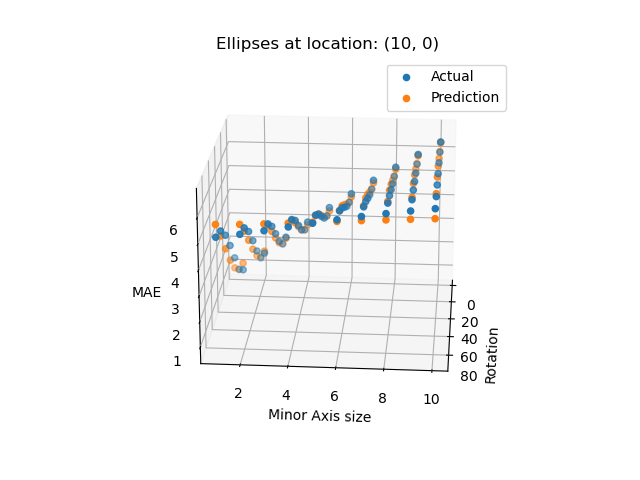 Ellipses at location: (10, 0)
Actual
Prediction
6
5
4
3
2
1
MAE
2
4
6
8
10
Minor Axis size
0
20
40
60
80
Rotation